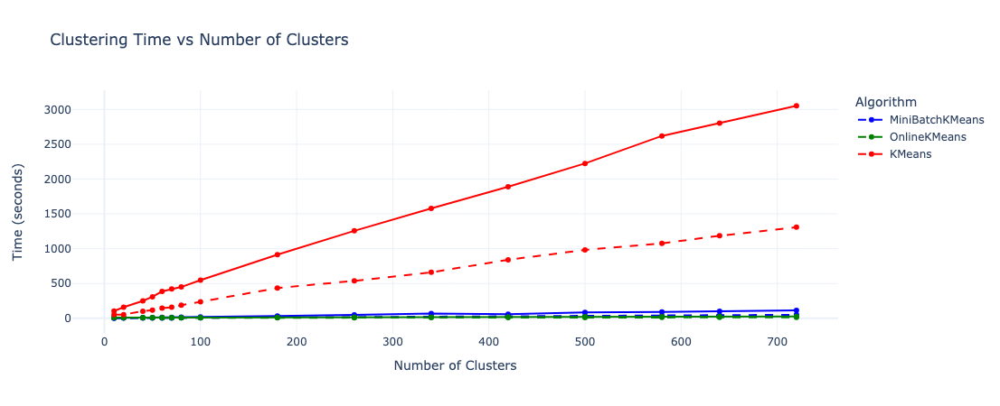 Clustering Time vs Number of Clusters
Algorithm
MiniBatchKMeans
OnlineKMeans
KMeans
Time (seconds)
3000
2500
2000
1500
1000
500
0
0 100 200 300 400 500 600 700
Number of Clusters